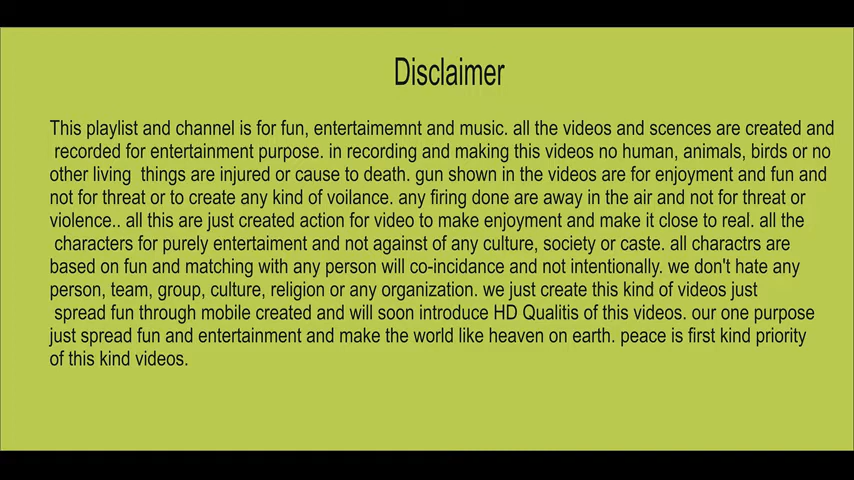 Disclaimer
This playlist and channel is for fun, entertaimemnt and music. all the videos and scences are created and
recorded for entertainment purpose. in recording and making this videos no human, animals, birds or no
other living things are injured or cause to death. gun shown in the videos are for enjoyment and fun and
not for threat or to create any kind of voilance. any firing done are away in the air and not for threat or
violence.. all this are just created action for video to make enjoyment and make it close to real. all the
characters for purely entertaiment and not against of any culture, society or caste. all charactrs are
based on fun and matching with any person will co-incidance and not intentionally. we don't hate any
person, team, group, culture, religion or any organization. we just create this kind of videos just
spread fun through mobile created and will soon introduce HD Qualitis of this videos. our one purpose
just spread fun and entertainment and make the world like heaven on earth. peace is first kind priority
of this kind videos.